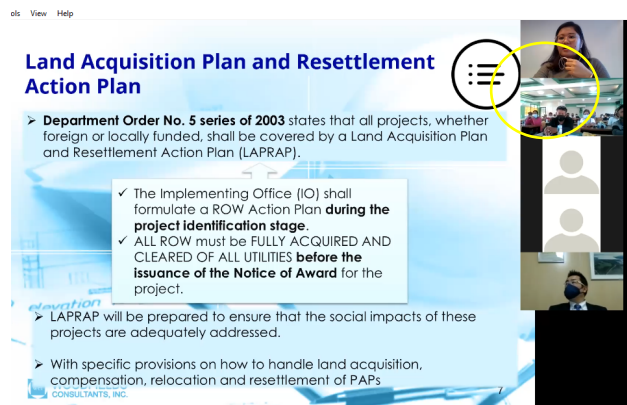 ols View Help
Land Acquisition Plan and Resettlement
Action Plan
➢ Department Order No. 5 series of 2003 states that all projects, whether
foreign or locally funded, shall be covered by a Land Acquisition Plan
and Resettlement Action Plan (LAPRAP).
✓ The Implementing Office (IO) shall
formulate a ROW Action Plan during the
project identification stage.
✓ ALL ROW must be FULLY ACQUIRED AND
CLEARED OF ALL UTILITIES before the
issuance of the Notice of Award for the
project.
elevation
➢ LAPRAP will be prepared to ensure that the social impacts of these
projects are adequately addressed.
➢ With specific provisions on how to handle land acquisition,
compensation, relocation and resettlement of PAPs
CONSULTANTS, INC.
7